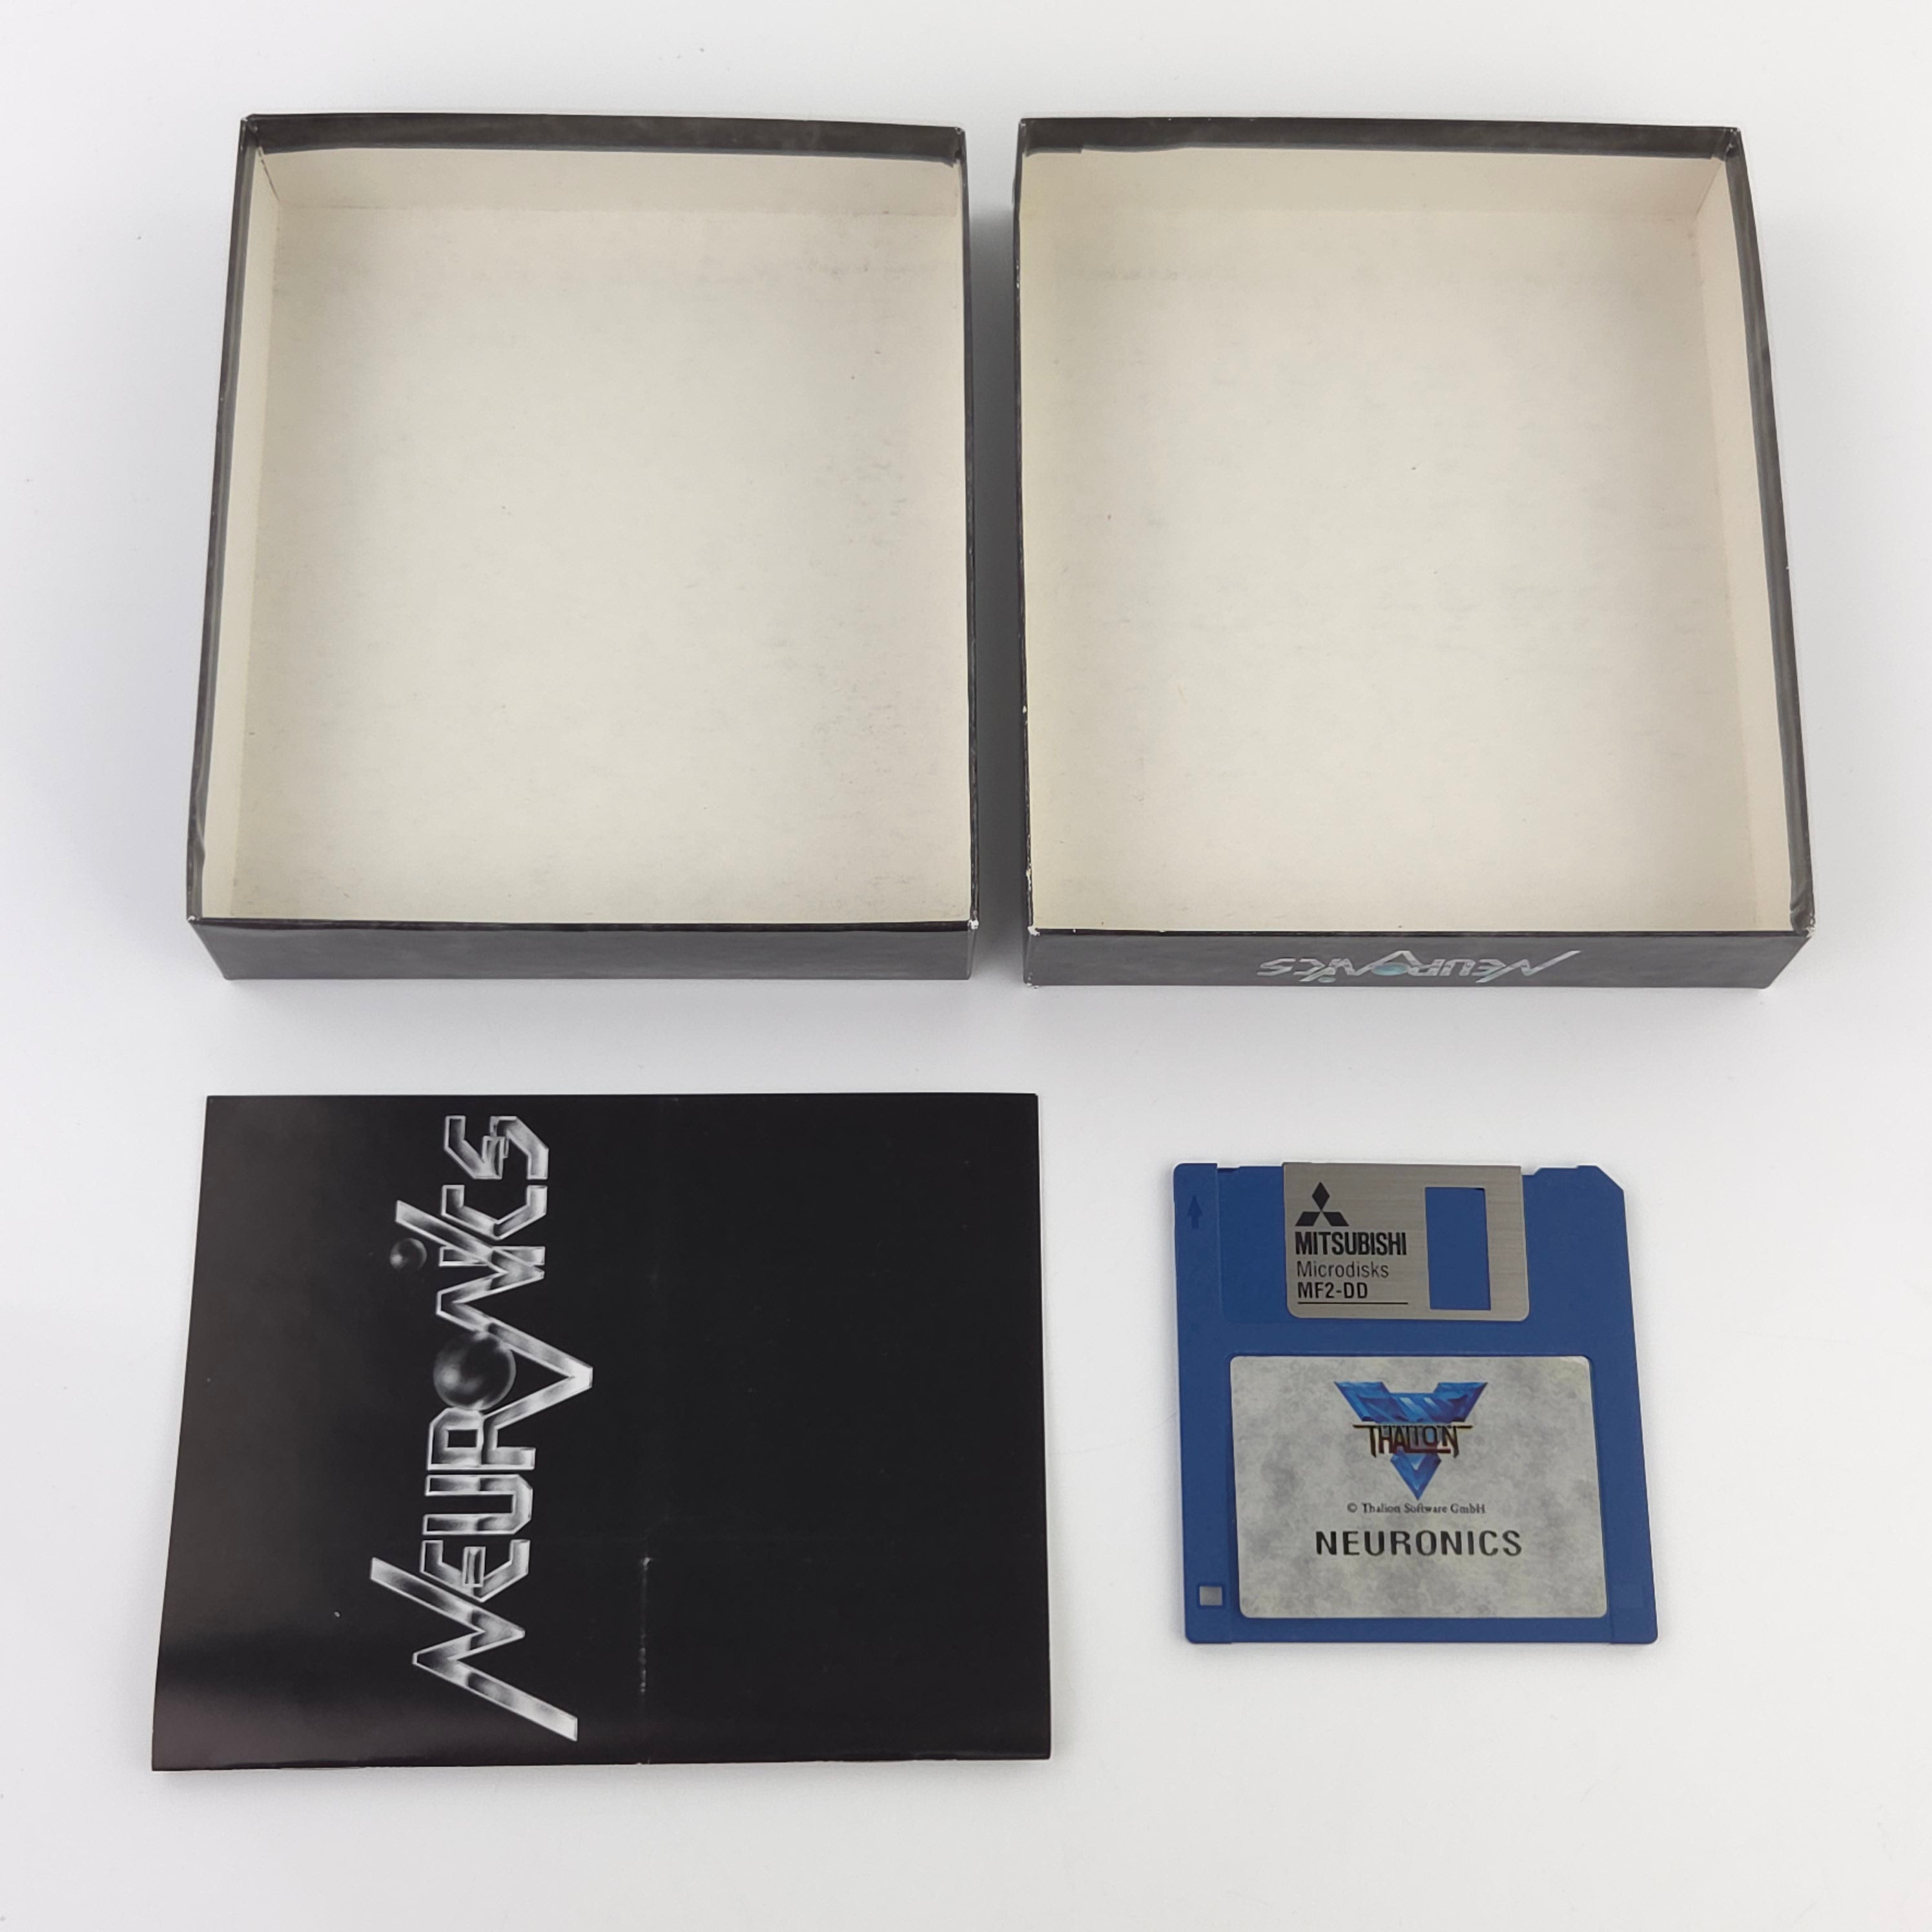 NEURONICS
NEURONICS
MITSUBISHI
Microdisks
MF2-DD
THALION
© Thalion Software GmbH
NEURONICS